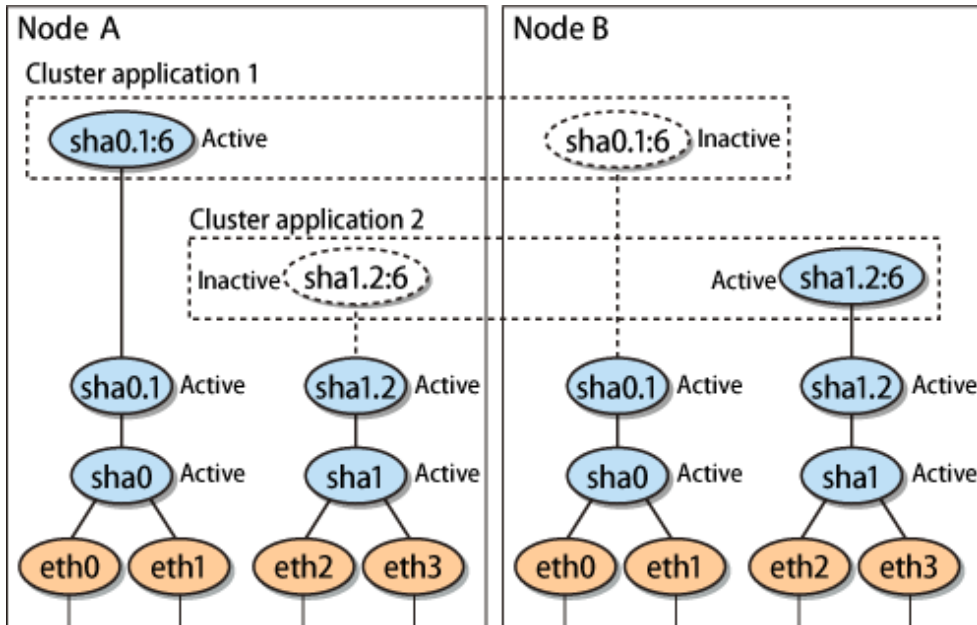 Node A
Node B
Cluster application 1
sha0.1:6 Active
sha0.1:6 Inactive
Cluster application 2
Inactive sha1.2:6
Active sha1.2:6
sha0.1 Active
sha1.2 Active
sha0.1 Active
sha1.2 Active
sha0 Active
sha1 Active
sha0 Active
sha1 Active
eth0
eth1
eth2
eth3
eth0
eth1
eth2
eth3